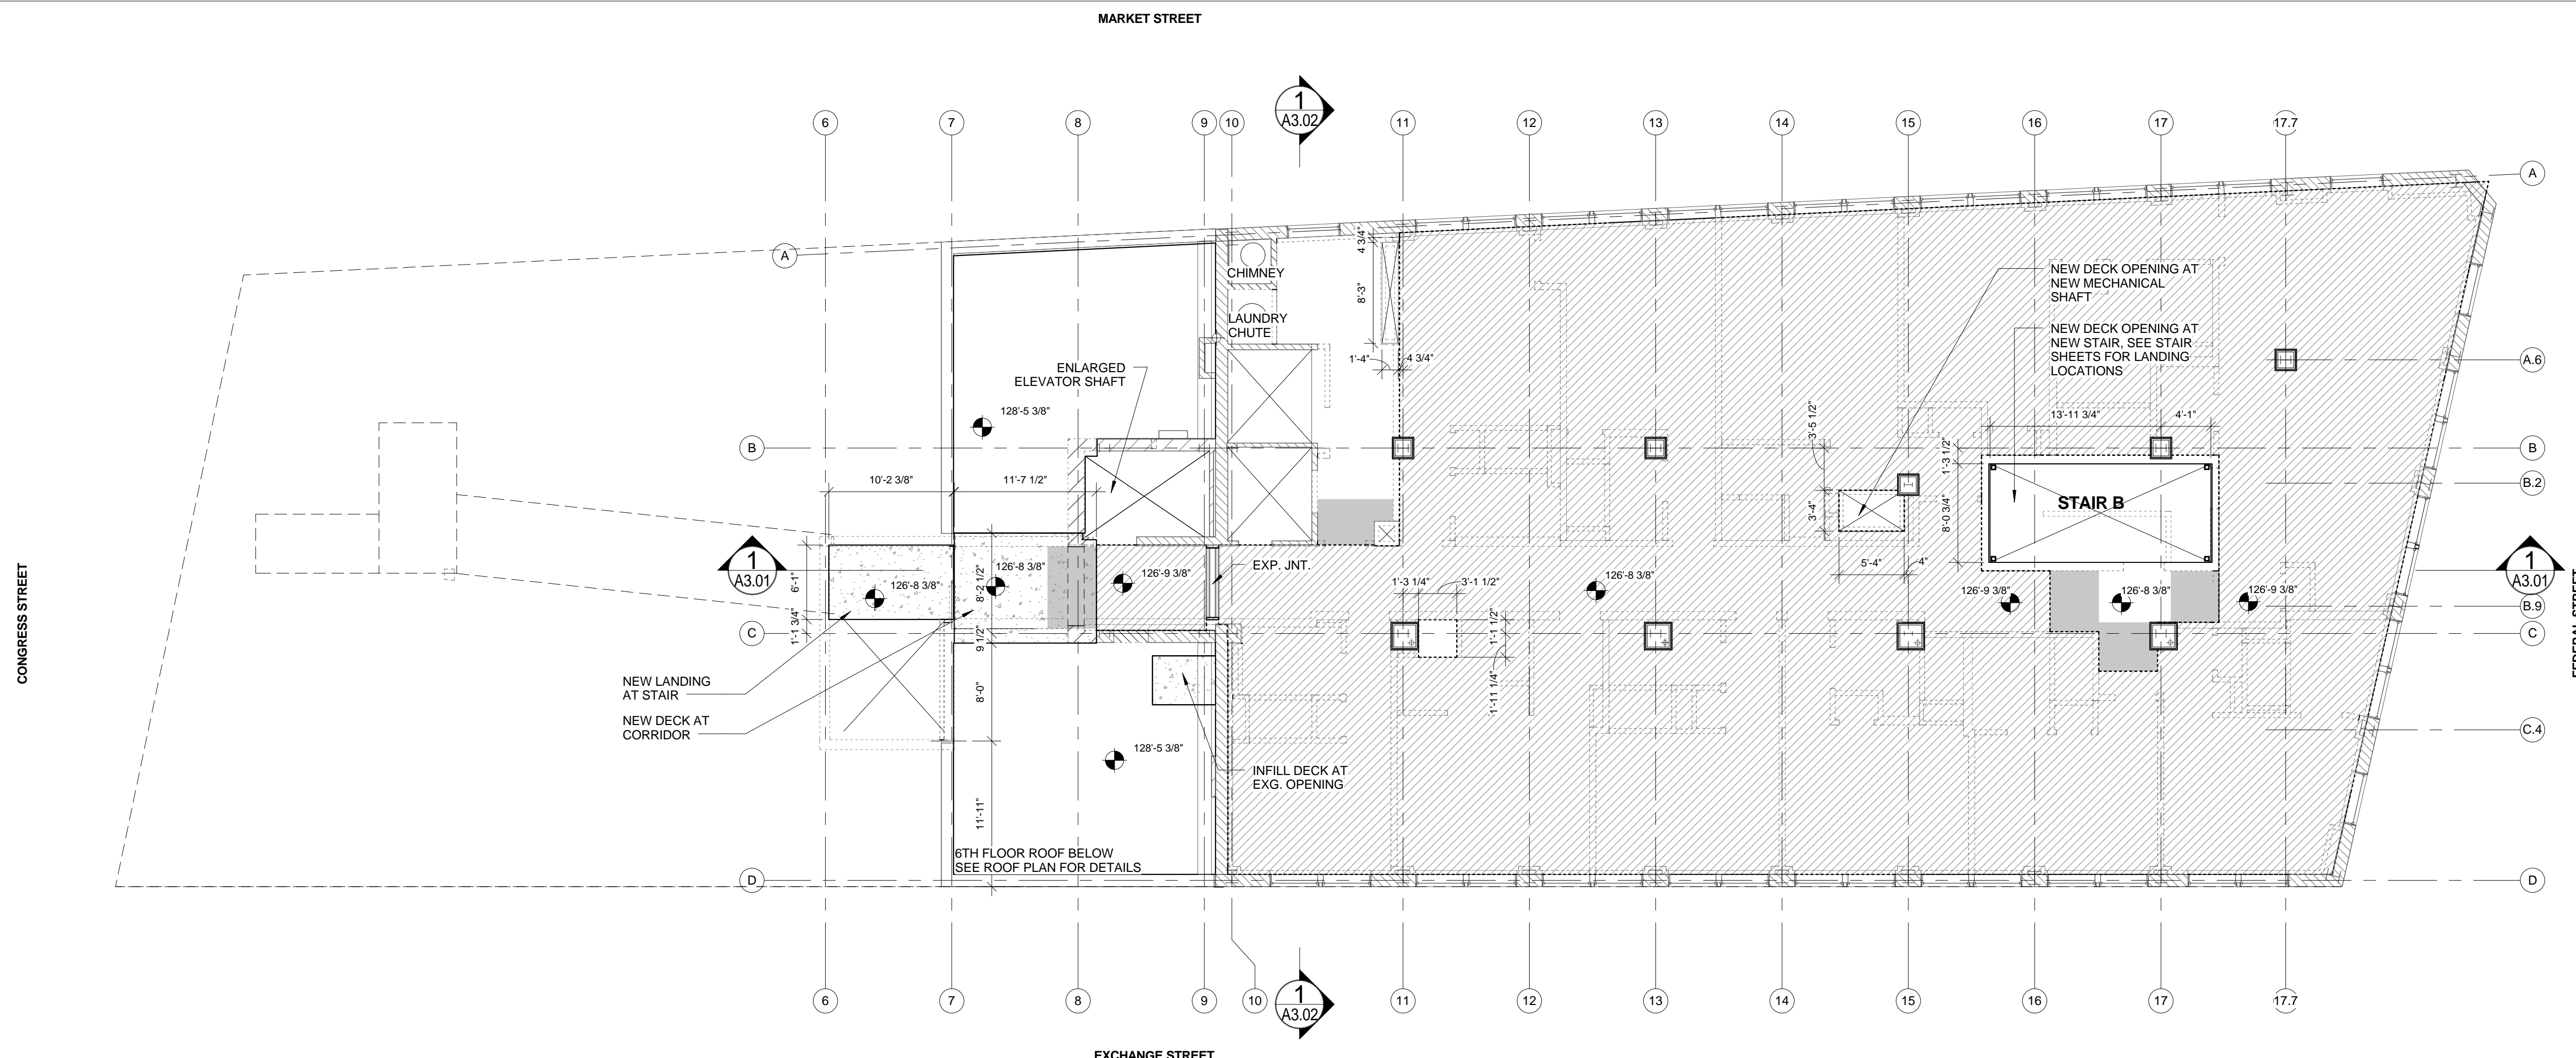 MARKET STREET
1
A3.02
6
7
8
9
10
11
12
13
14
15
16
17
17.7
A
A
CHIMNEY
4 3/4"
8'-3"
LAUNDRY
CHUTE
1'-4"
4 3/4"
NEW DECK OPENING AT
NEW MECHANICAL
SHAFT
NEW DECK OPENING AT
NEW STAIR, SEE STAIR
SHEETS FOR LANDING
LOCATIONS
A.6
ENLARGED
ELEVATOR SHAFT
128'-5 3/8"
13'-11 3/4"
4'-1"
3'-5 1/2"
1'-3 1/2"
B
B
B.2
10'-2 3/8"
11'-7 1/2"
3'-4"
8'-0 3/4"
STAIR B
5'-4"
4"
1
A3.01
EXP. JNT.
126'-8 3/8"
126'-8 3/8"
126'-9 3/8"
126'-8 3/8"
126'-9 3/8"
126'-8 3/8"
126'-9 3/8"
1
A3.01
6'-1"
8'-2 1/2"
1'-3 1/4"
3'-1 1/2"
B.9
1'-1 3/4"
9 1/2"
1'-1 1/2"
C
C
CONGRESS STREET
FEDERAL STREET
NEW LANDING
AT STAIR
8'-0"
1'-11 1/4"
NEW DECK AT
CORRIDOR
C.4
128'-5 3/8"
INFILL DECK AT
EXG. OPENING
11'-11"
6TH FLOOR ROOF BELOW
SEE ROOF PLAN FOR DETAILS
D
D
6
7
8
9
10
1
A3.02
11
12
13
14
15
16
17
17.7
EXCHANGE STREET